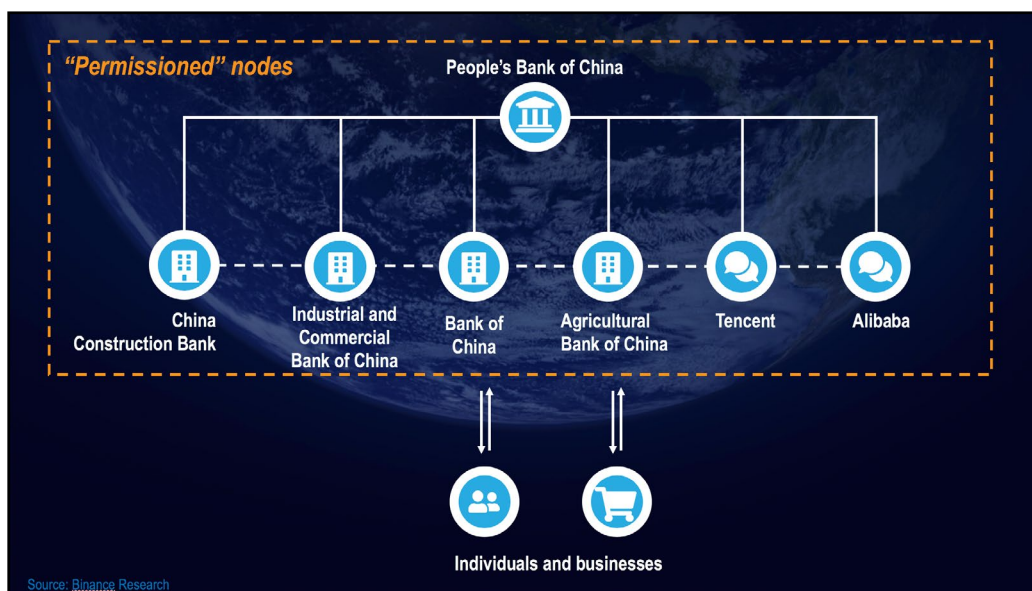 “Permissioned” nodes
People’s Bank of China
China
Construction Bank
Industrial and
Commercial
Bank of China
Bank of
China
Agricultural
Bank of China
Tencent
Alibaba
Individuals and businesses
Source: Binance Research